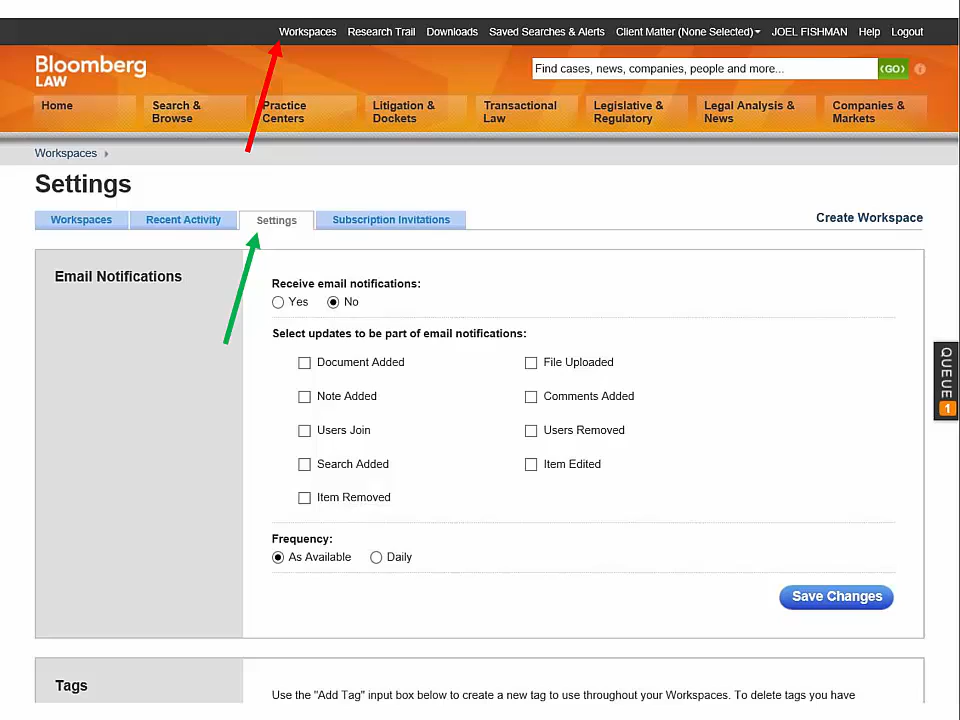 Workspaces Research Trail Downloads Saved Searches & Alerts Client Matter (None Selected) JOEL FISHMAN Help Logout
Bloomberg
LAW
Find cases, news, companies, people and more... <GO>
Home Search & Browse Practice Centers Litigation & Dockets Transactional Law Legislative & Regulatory Legal Analysis & News Companies & Markets
Workspaces
Settings
Workspaces Recent Activity Settings Subscription Invitations Create Workspace
Email Notifications
Receive email notifications:
Yes No
Select updates to be part of email notifications:
Document Added File Uploaded
Note Added Comments Added
Users Join Users Removed
Search Added Item Edited
Item Removed
Frequency:
As Available Daily
Save Changes
QUEUE 1
Tags
Use the "Add Tag" input box below to create a new tag to use throughout your Workspaces. To delete tags you have